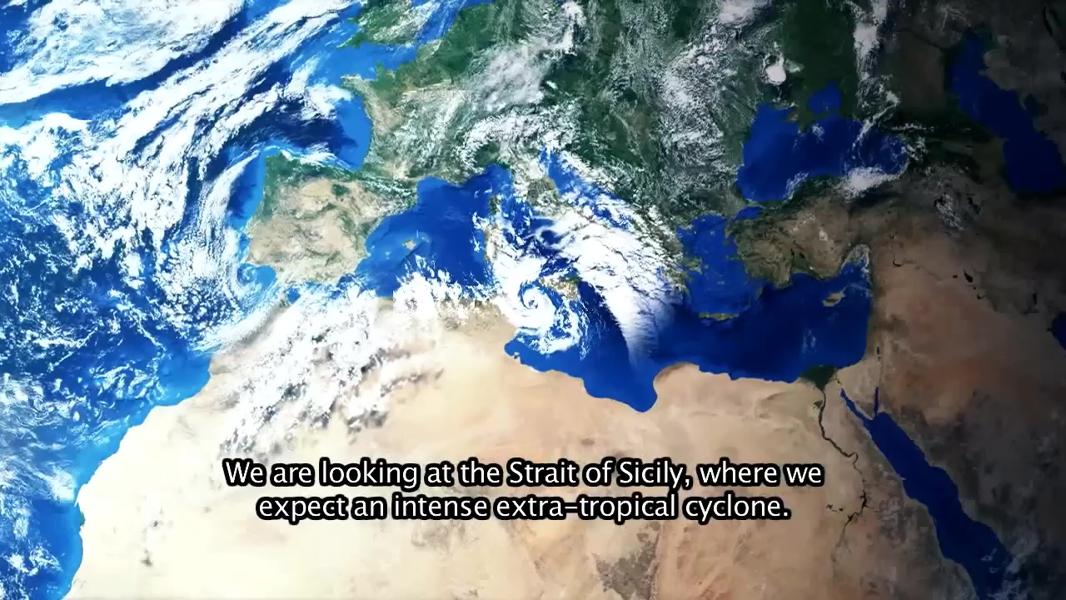 We are looking at the Strait of Sicily, where we
expect an intense extra-tropical cyclone.